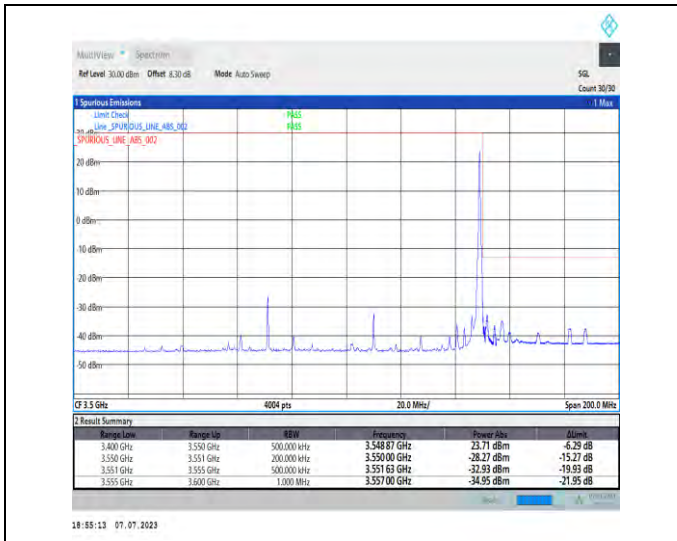 MultiView Spectrum
Ref Level 30.00 dBm Offset 8.30 dB Mode Auto Sweep SGL
Count 30/30
1 Spurious Emissions 1 Max
Limit Check PASS
Line _SPURIOUS_LINE_ABS_002 PASS
30 dBm
_SPURIOUS_LINE_ABS_002
20 dBm
10 dBm
0 dBm
-10 dBm
-20 dBm
-30 dBm
-40 dBm
-50 dBm
CF 3.5 GHz 4004 pts 20.0 MHz/ Span 200.0 MHz
2 Result Summary
Range Low Range Up RBW Frequency Power Abs ΔLimit
3.400 GHz 3.550 GHz 500.000 kHz 3.548 87 GHz 23.71 dBm -6.29 dB
3.550 GHz 3.551 GHz 200.000 kHz 3.550 00 GHz -28.27 dBm -15.27 dB
3.551 GHz 3.555 GHz 500.000 kHz 3.551 63 GHz -32.93 dBm -19.93 dB
3.555 GHz 3.600 GHz 1.000 MHz 3.557 00 GHz -34.95 dBm -21.95 dB
18:55:13 07.07.2023